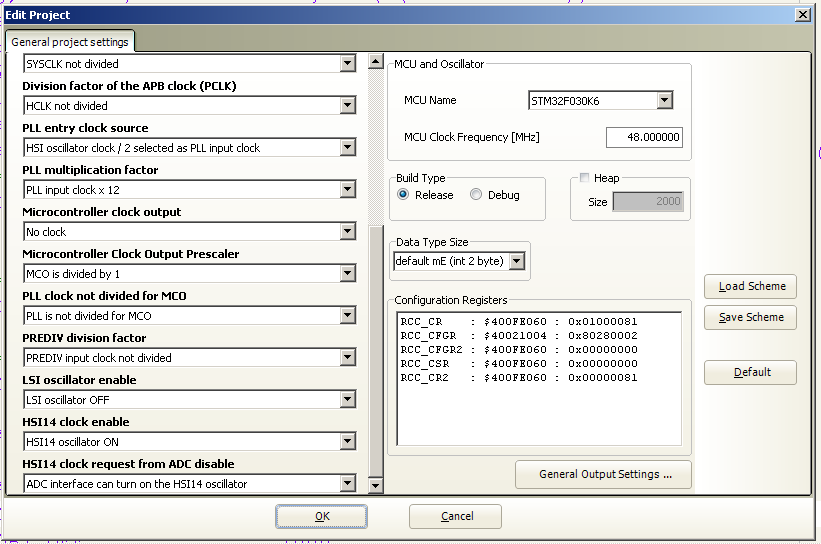 Edit Project
General project settings
SYSCLK not divided
Division factor of the APB clock (PCLK)
HCLK not divided
PLL entry clock source
HSI oscillator clock / 2 selected as PLL input clock
PLL multiplication factor
PLL input clock x 12
Microcontroller clock output
No clock
Microcontroller Clock Output Prescaler
MCO is divided by 1
PLL clock not divided for MCO
PLL is not divided for MCO
PREDIV division factor
PREDIV input clock not divided
LSI oscillator enable
LSI oscillator OFF
HSI14 clock enable
HSI14 oscillator ON
HSI14 clock request from ADC disable
ADC interface can turn on the HSI14 oscillator
MCU and Oscillator
MCU Name
STM32F030K6
MCU Clock Frequency [MHz]
48.000000
Build Type
Release
Debug
Heap
Size
2000
Data Type Size
default mE (int 2 byte)
Configuration Registers
RCC_CR : $400FE060 : 0x01000081
RCC_CFGR : $40021004 : 0x80280002
RCC_CFGR2 : $400FE060 : 0x00000000
RCC_CSR : $400FE060 : 0x00000000
RCC_CR2 : $400FE060 : 0x00000081
General Output Settings ...
Load Scheme
Save Scheme
Default
OK
Cancel